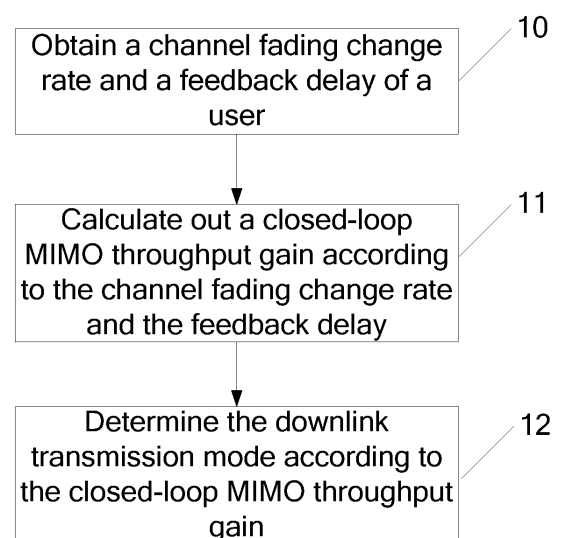 10
Obtain a channel fading change
rate and a feedback delay of a
user
11
Calculate out a closed-loop
MIMO throughput gain according
to the channel fading change rate
and the feedback delay
12
Determine the downlink
transmission mode according to
the closed-loop MIMO throughput
gain